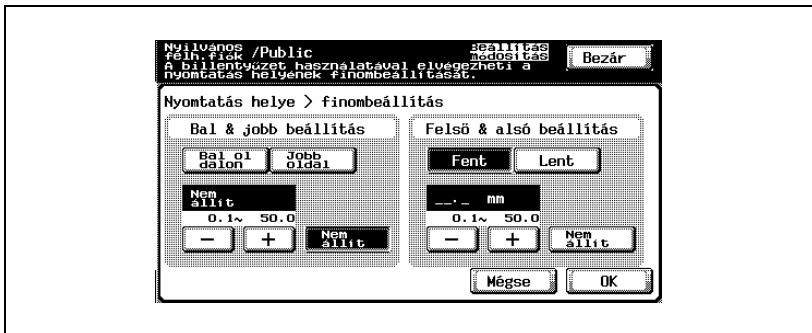 Nyilvános
felh.fiók /Public
Beállítás
módosítás
Bezár
A billentyűzet használatával elvégezheti a
nyomtatás helyének finombeállítását.
Nyomtatás helye > finombeállítás
Bal & jobb beállítás
Felső & alsó beállítás
Bal ol
dalon
Jobb
oldal
Fent
Lent
Nem
állít
__._ mm
0.1~ 50.0
0.1~ 50.0
- +
Nem
állít
- +
Nem
állít
Mégse
OK